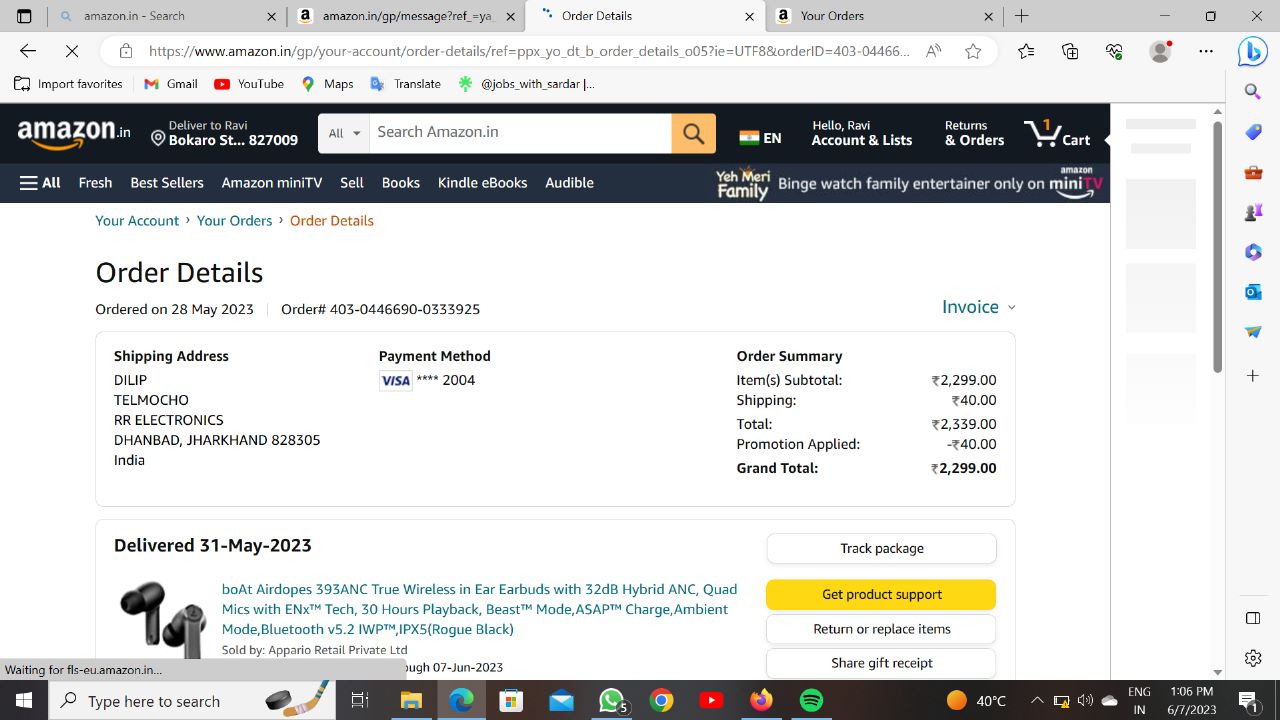 amazon.in - Search
amazon.in/gp/message?ref_=ya_
Order Details
Your Orders
https://www.amazon.in/gp/your-account/order-details/ref=ppx_yo_dt_b_order_details_o05?ie=UTF8&orderID=403-04466...
Import favorites
Gmail
YouTube
Maps
Translate
@jobs_with_sardar |...
amazon.in
Deliver to Ravi
Bokaro St... 827009
All
Search Amazon.in
EN
Hello, Ravi
Account & Lists
Returns
& Orders
1
Cart
All
Fresh
Best Sellers
Amazon miniTV
Sell
Books
Kindle eBooks
Audible
Yeh Meri
Family
Binge watch family entertainer only on
amazon
miniTV
Your Account › Your Orders › Order Details
Order Details
Ordered on 28 May 2023
Order# 403-0446690-0333925
Invoice
Shipping Address
DILIP
TELMOCHO
RR ELECTRONICS
DHANBAD, JHARKHAND 828305
India
Payment Method
VISA **** 2004
Order Summary
Item(s) Subtotal: ₹2,299.00
Shipping: ₹40.00
Total: ₹2,339.00
Promotion Applied: -₹40.00
Grand Total: ₹2,299.00
Delivered 31-May-2023
boAt Airdopes 393ANC True Wireless in Ear Earbuds with 32dB Hybrid ANC, Quad
Mics with ENx™ Tech, 30 Hours Playback, Beast™ Mode,ASAP™ Charge,Ambient
Mode,Bluetooth v5.2 IWP™,IPX5(Rogue Black)
Sold by: Appario Retail Private Ltd
ough 07-Jun-2023
Track package
Get product support
Return or replace items
Share gift receipt
Waiting for fls-eu.amazon.in...
Type here to search
5
40°C
ENG
IN
1:06 PM
6/7/2023
1